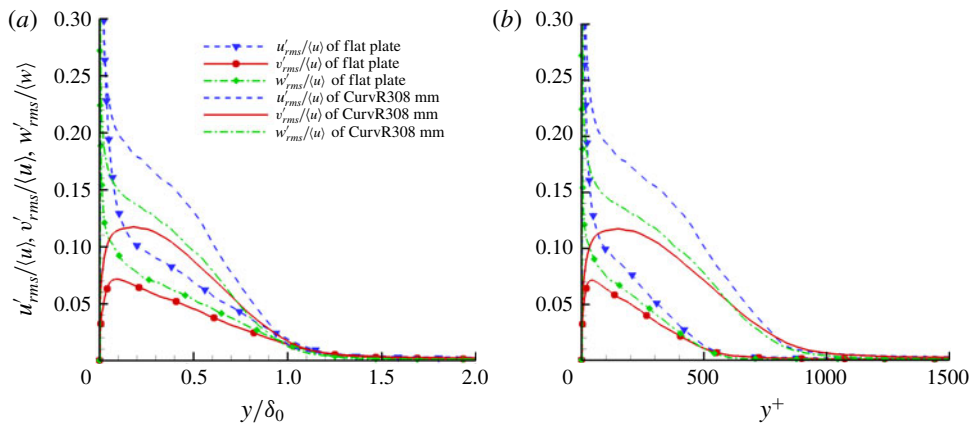 (a)
(b)
u′rms/⟨u⟩, v′rms/⟨u⟩, w′rms/⟨w⟩
0.30
0.25
0.20
0.15
0.10
0.05
u′rms/⟨u⟩ of flat plate
v′rms/⟨u⟩ of flat plate
w′rms/⟨u⟩ of flat plate
u′rms/⟨u⟩ of CurvR308 mm
v′rms/⟨u⟩ of CurvR308 mm
w′rms/⟨u⟩ of CurvR308 mm
0 0.5 1.0 1.5 2.0
y/δ0
0.30
0.25
0.20
0.15
0.10
0.05
0 500 1000 1500
y+